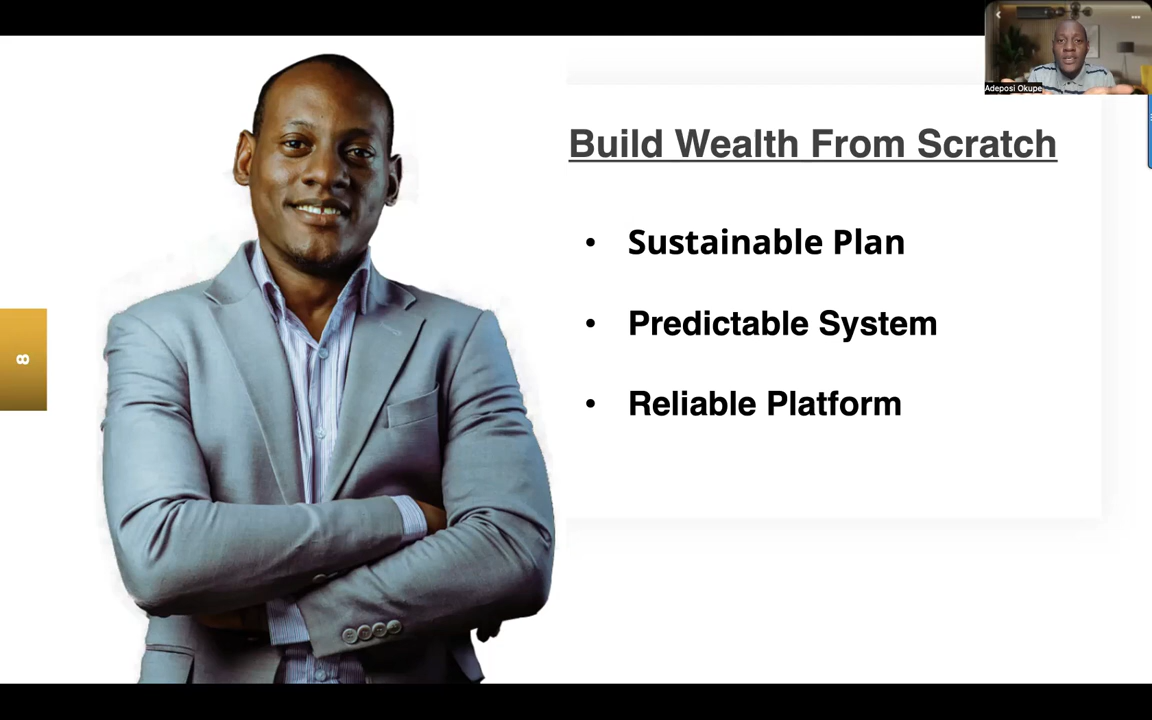 Adeposi Okupe
Build Wealth From Scratch
• Sustainable Plan
• Predictable System
• Reliable Platform
8